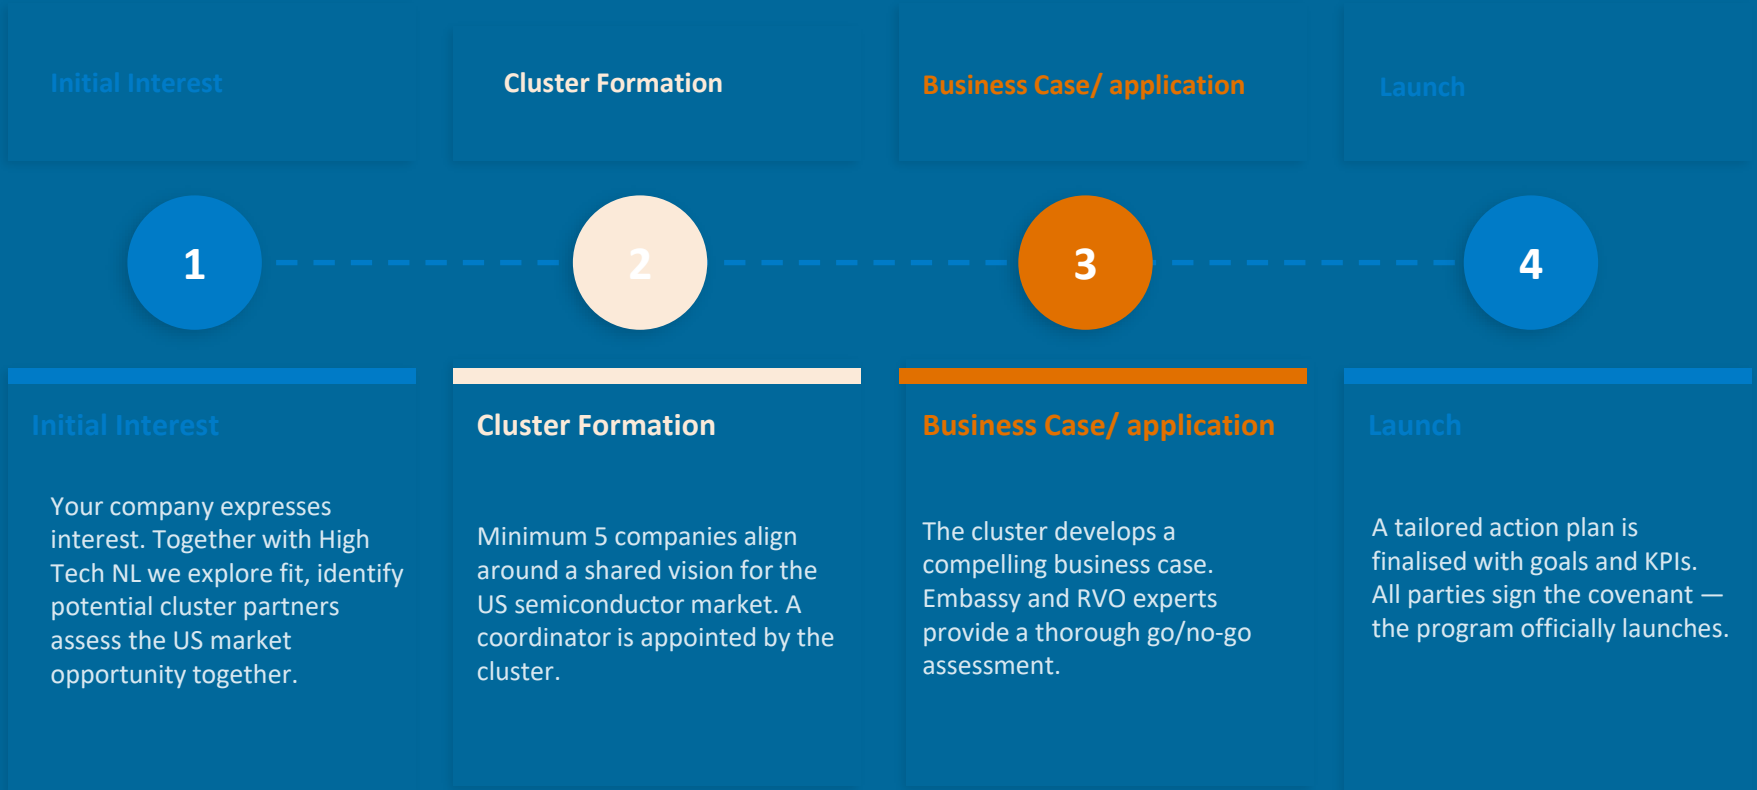 Initial Interest
Cluster Formation
Business Case/ application
Launch
1
2
3
4
Initial Interest
Your company expresses
interest. Together with High
Tech NL we explore fit, identify
potential cluster partners
assess the US market
opportunity together.
Cluster Formation
Minimum 5 companies align
around a shared vision for the
US semiconductor market. A
coordinator is appointed by the
cluster.
Business Case/ application
The cluster develops a
compelling business case.
Embassy and RVO experts
provide a thorough go/no-go
assessment.
Launch
A tailored action plan is
finalised with goals and KPIs.
All parties sign the covenant —
the program officially launches.